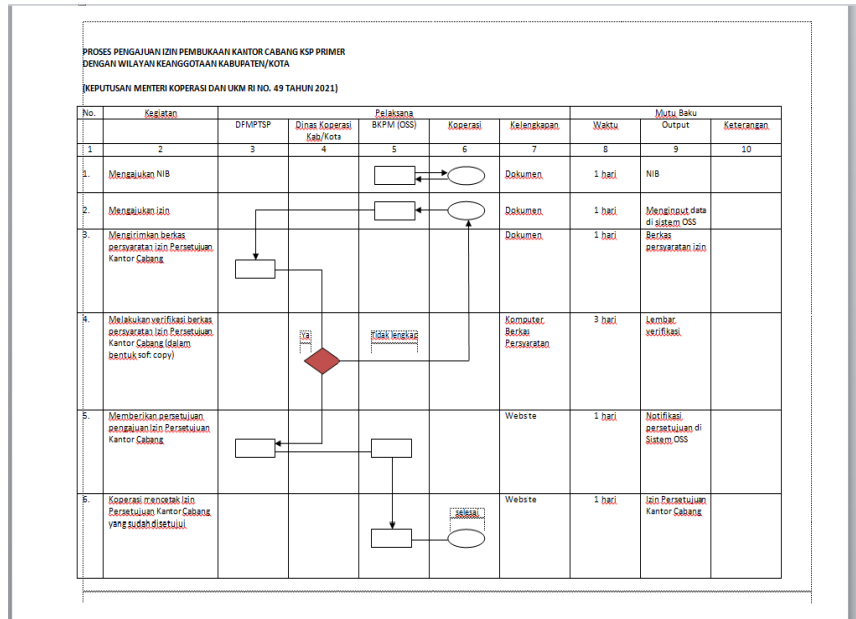 PROSES PENGAJUAN IZIN PEMBUKAAN KANTOR CABANG KSP PRIMER
DENGAN WILAYAN KEANGGOTAAN KABUPATEN/KOTA
(KEPUTUSAN MENTERI KOPERASI DAN UKM RI NO. 49 TAHUN 2021)
No. Kegiatan Pelaksana Mutu Baku
DFMPTSP Dinas Koperasi Kab/Kota BKPM (OSS) Koperasi Kelengkapan Waktu Output Keterangan
1 2 3 4 5 6 7 8 9 10
1. Mengajukan NIB Dokumen 1 hari NIB
2. Mengajukan izin Dokumen 1 hari Menginput data
di sistem OSS
3. Mengirimkan berkas Dokumen 1 hari Berkas
persyaratan izin Persetujuan persyaratan izin
Kantor Cabang
4. Melakukan verifikasi berkas Komputer 3 hari Lembar
persyaratan Izin Persetujuan Ya Tidak lengkap Berkas verifikasi
Kantor Cabang (dalam Persyaratan
bentuk soft copy)
5. Memberikan persetujuan Webste 1 hari Notifikasi
pengajuan Izin Persetujuan persetujuan di
Kantor Cabang Sistem OSS
6. Koperasi mencetak Izin Webste 1 hari Izin Persetujuan
Persetujuan Kantor Cabang selesai Kantor Cabang
yang sudah disetujui